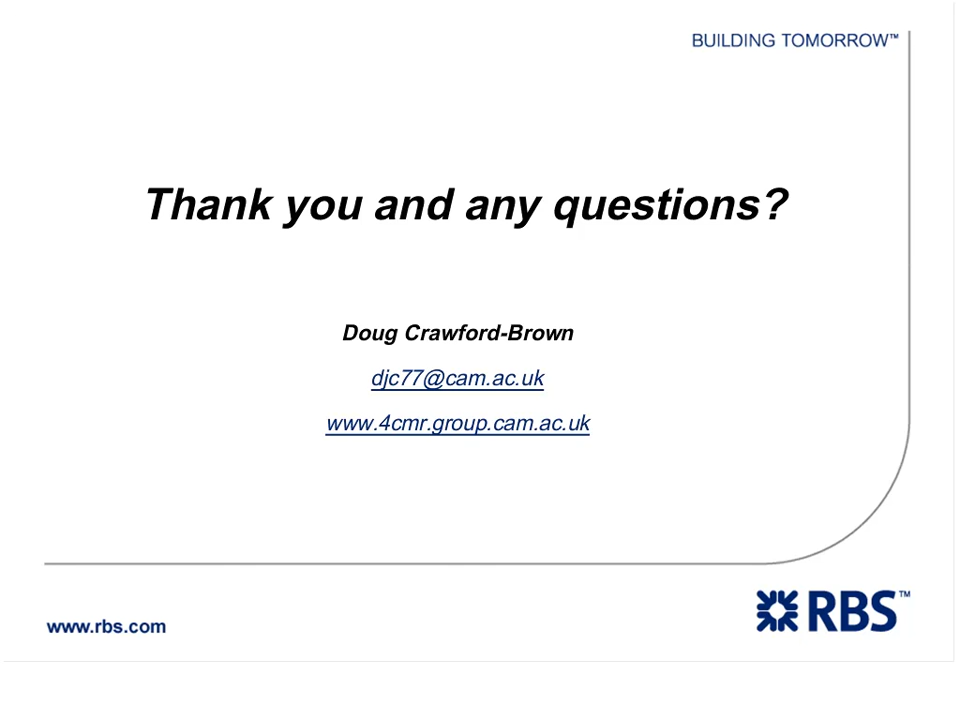 BUILDING TOMORROW™
Thank you and any questions?
Doug Crawford-Brown
djc77@cam.ac.uk
www.4cmr.group.cam.ac.uk
www.rbs.com
RBS™